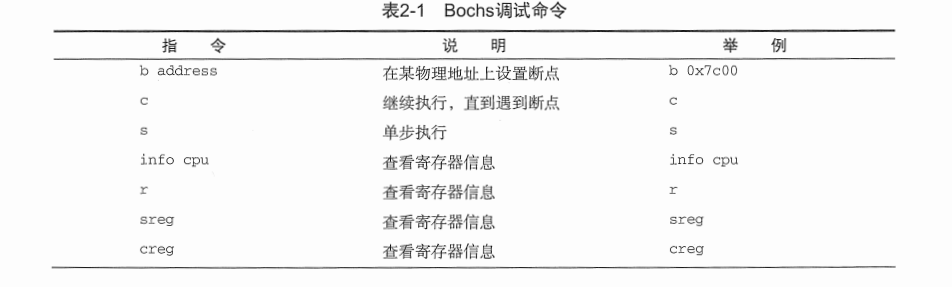 表2-1 Bochs调试命令
指 令 说 明 举 例
b address 在某物理地址上设置断点 b 0x7c00
c 继续执行，直到遇到断点 c
s 单步执行 s
info cpu 查看寄存器信息 info cpu
r 查看寄存器信息 r
sreg 查看寄存器信息 sreg
creg 查看寄存器信息 creg